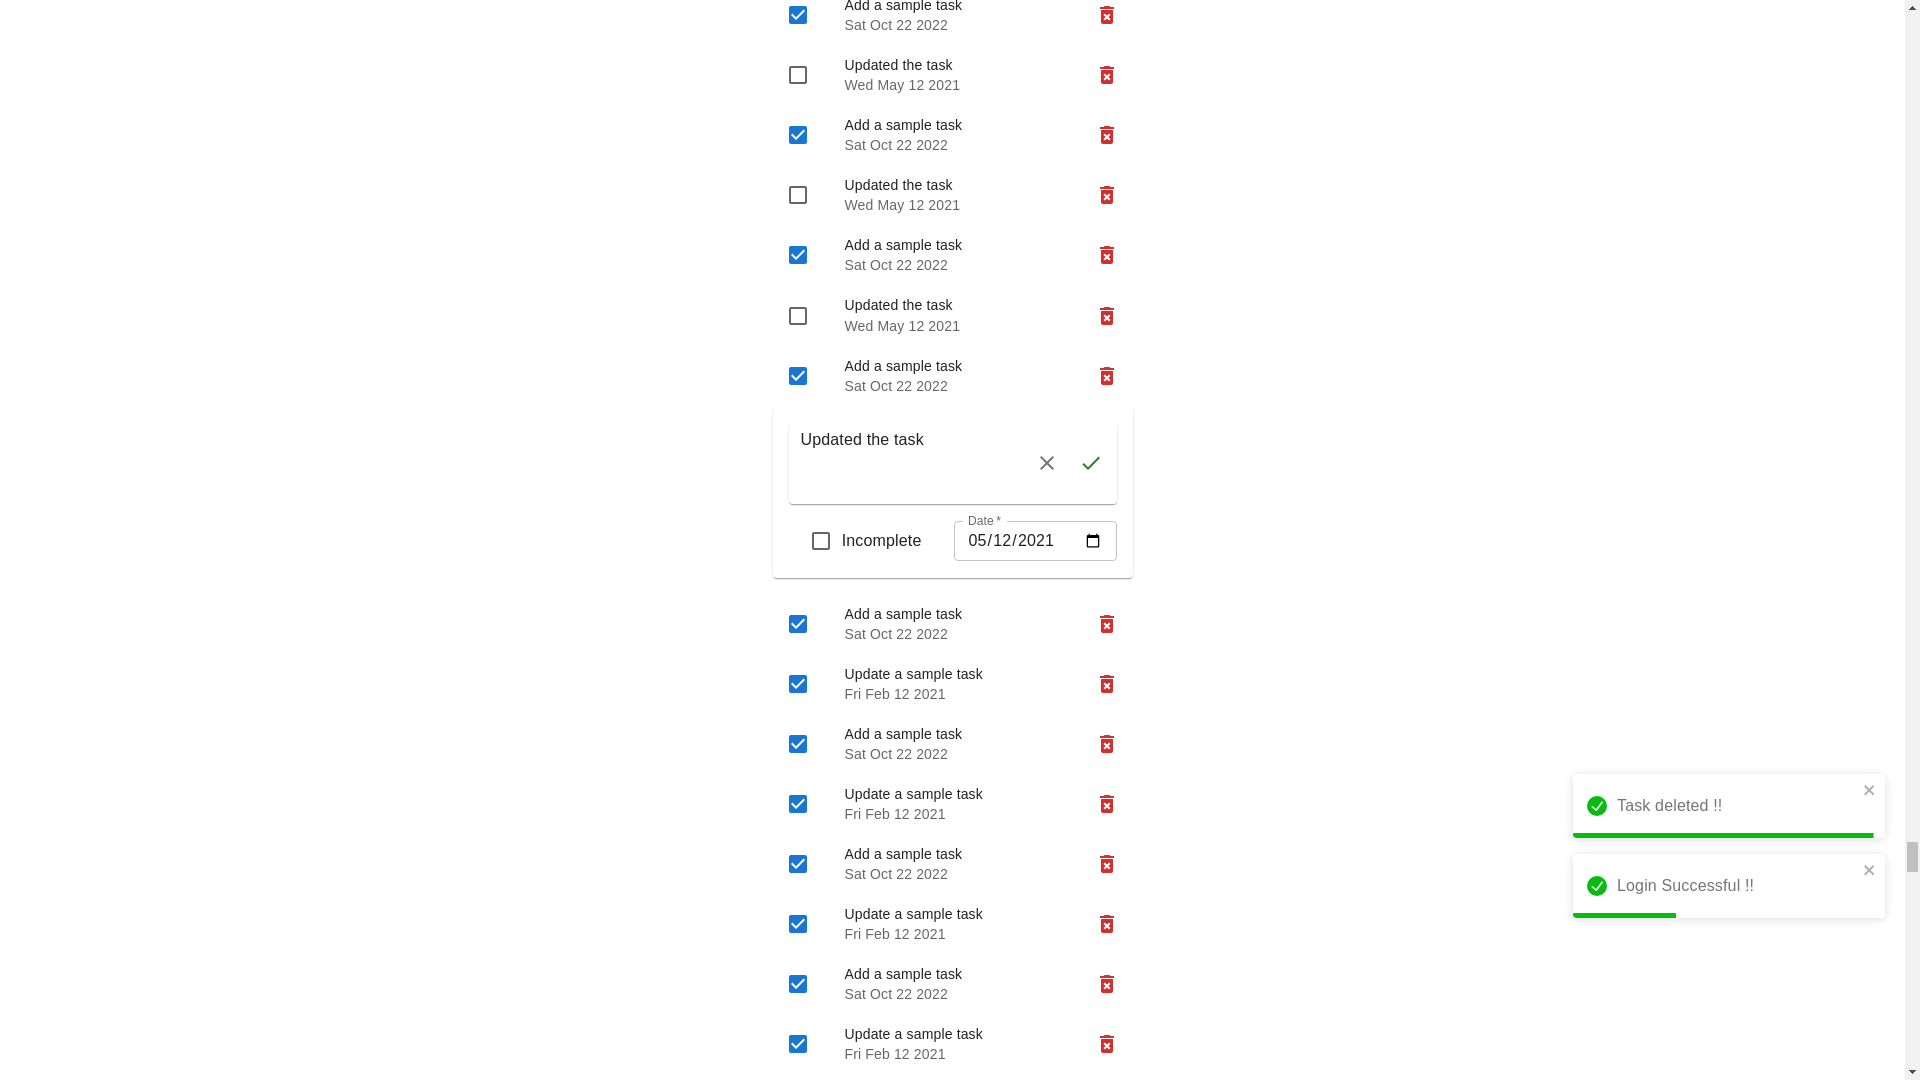 Add a sample task
Sat Oct 22 2022
Updated the task
Wed May 12 2021
Add a sample task
Sat Oct 22 2022
Updated the task
Wed May 12 2021
Add a sample task
Sat Oct 22 2022
Updated the task
Wed May 12 2021
Add a sample task
Sat Oct 22 2022
Updated the task
Date *
Incomplete
05/12/2021
Add a sample task
Sat Oct 22 2022
Update a sample task
Fri Feb 12 2021
Add a sample task
Sat Oct 22 2022
Update a sample task
Fri Feb 12 2021
Add a sample task
Sat Oct 22 2022
Update a sample task
Fri Feb 12 2021
Add a sample task
Sat Oct 22 2022
Update a sample task
Fri Feb 12 2021
Task deleted !!
Login Successful !!